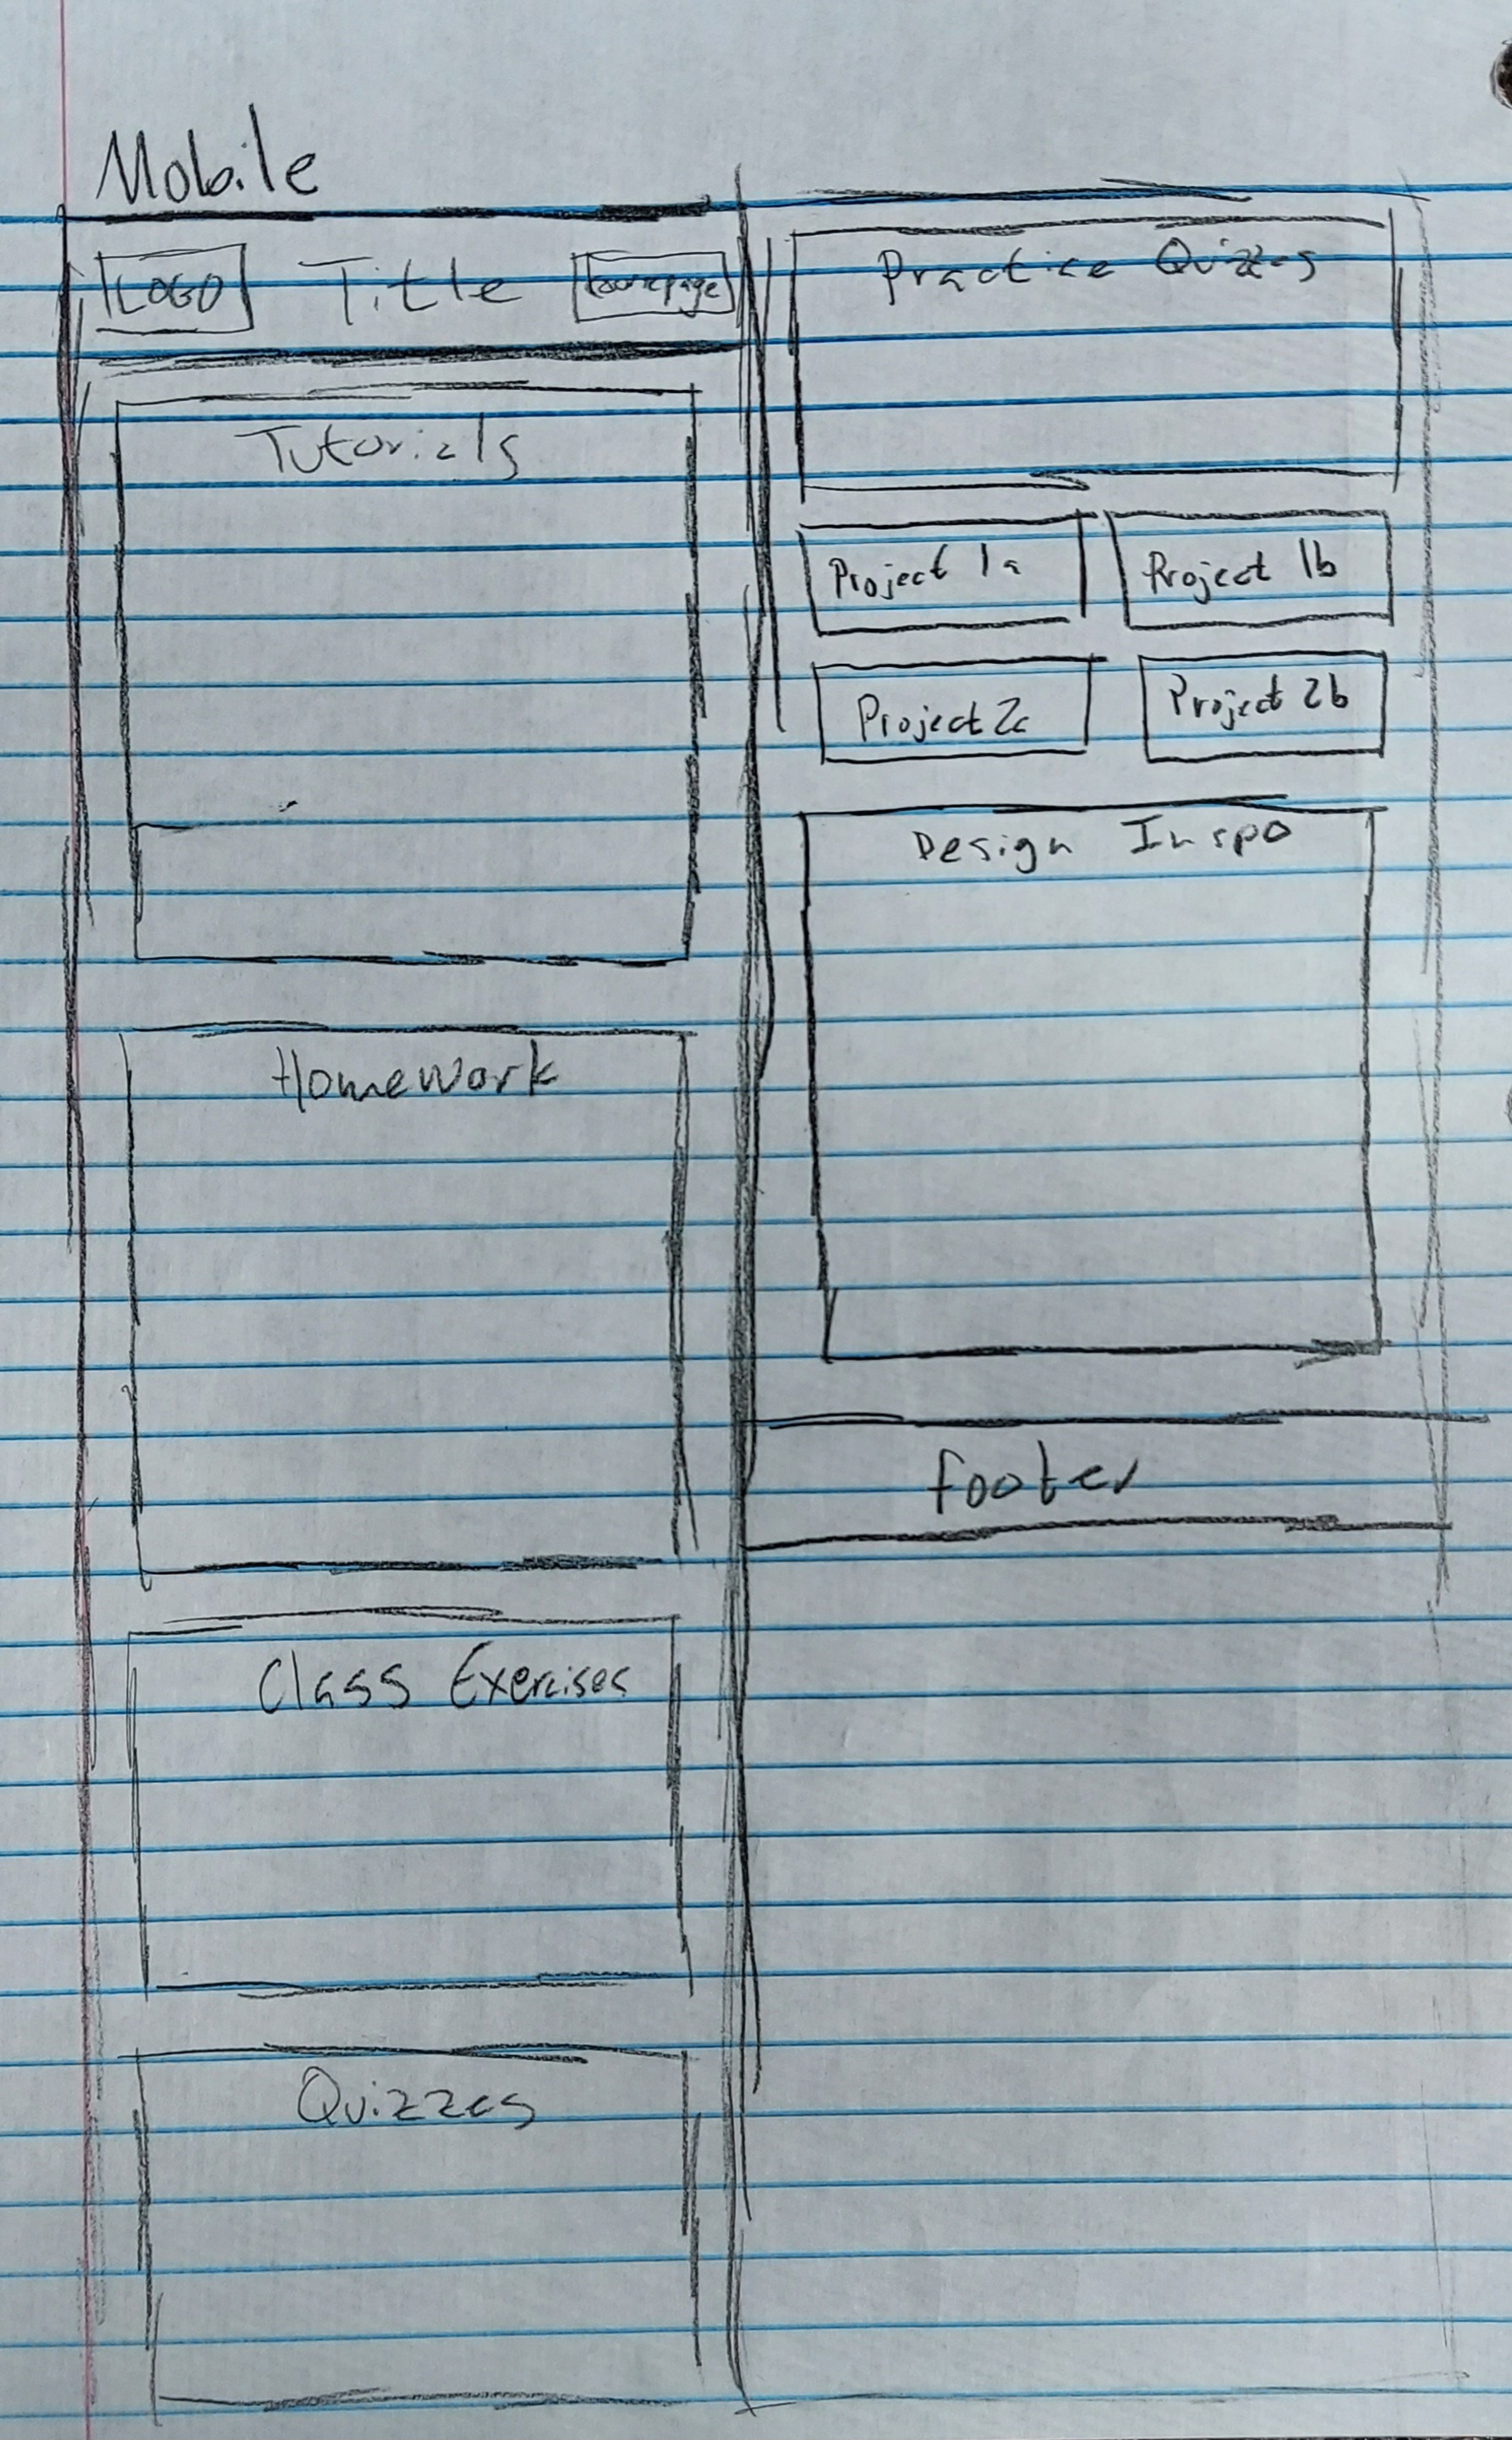 Mobile
LOGO Title homepage
Tutorials
HomeWork
Class Exercises
Quizzes
Practice Quizzes
Project 1a Project 1b
Project 2a Project 2b
Design Inspo
footer